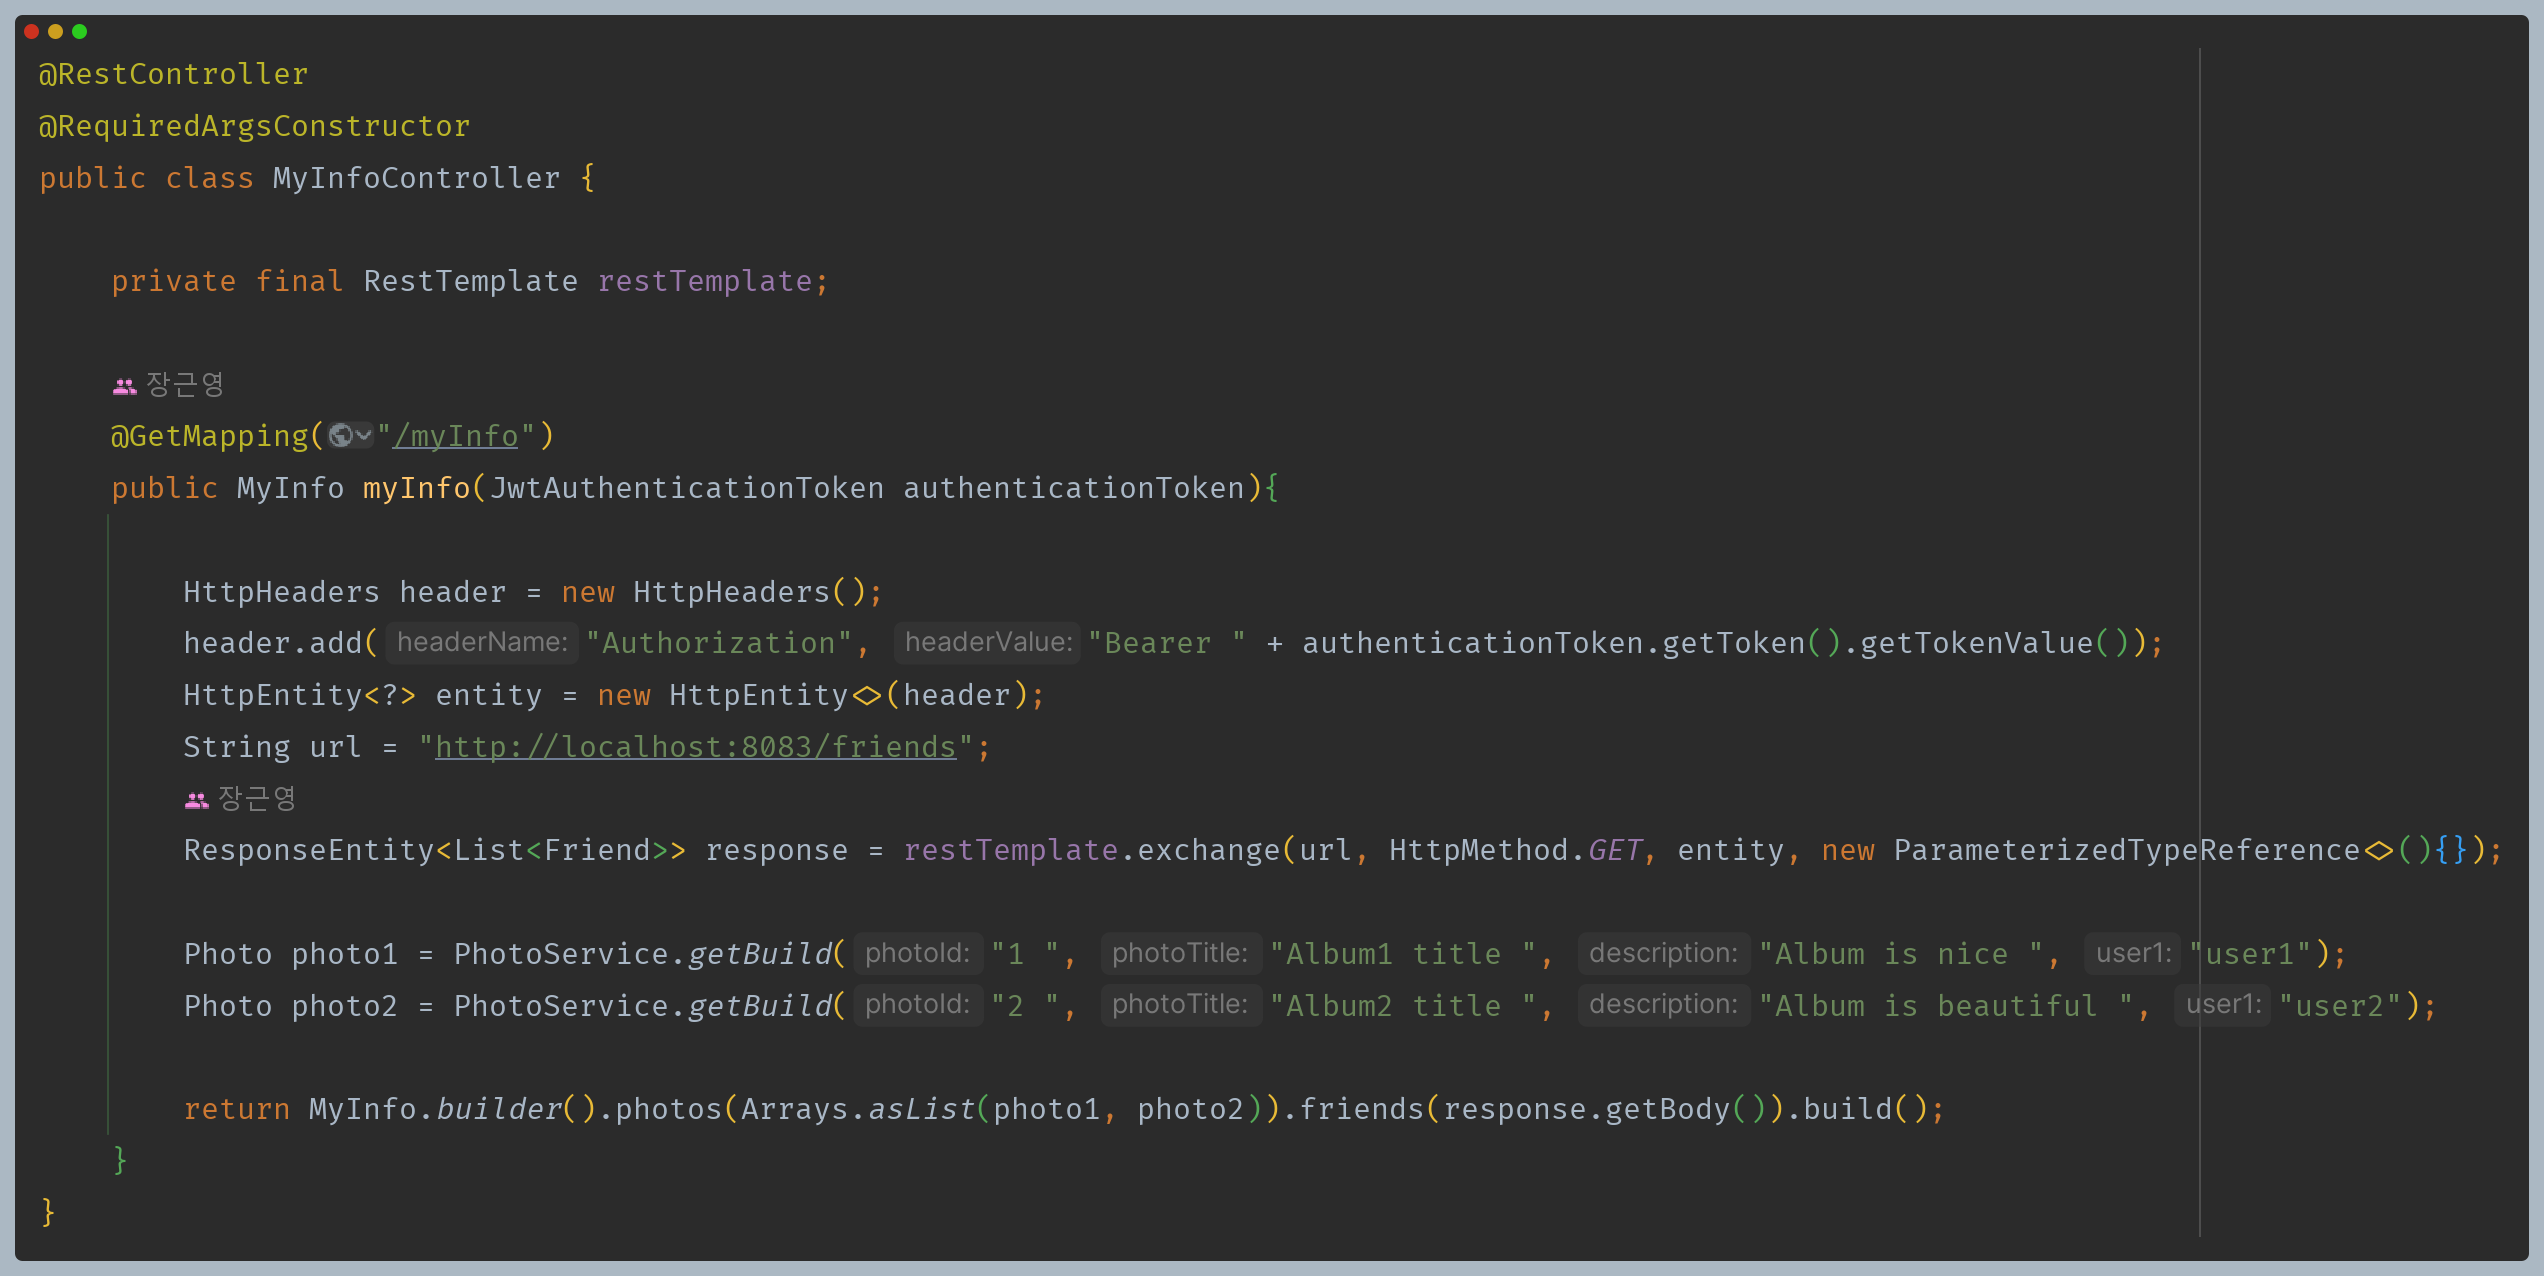 @RestController
@RequiredArgsConstructor
public class MyInfoController {
private final RestTemplate restTemplate;
장근영
@GetMapping("/myInfo")
public MyInfo myInfo(JwtAuthenticationToken authenticationToken){
HttpHeaders header = new HttpHeaders();
header.add( headerName: "Authorization", headerValue: "Bearer " + authenticationToken.getToken().getTokenValue());
HttpEntity<?> entity = new HttpEntity<>(header);
String url = "http://localhost:8083/friends";
장근영
ResponseEntity<List<Friend>> response = restTemplate.exchange(url, HttpMethod.GET, entity, new ParameterizedTypeReference<>(){});
Photo photo1 = PhotoService.getBuild( photoId: "1 ", photoTitle: "Album1 title ", description: "Album is nice ", user1: "user1");
Photo photo2 = PhotoService.getBuild( photoId: "2 ", photoTitle: "Album2 title ", description: "Album is beautiful ", user1: "user2");
return MyInfo.builder().photos(Arrays.asList(photo1, photo2)).friends(response.getBody()).build();
}
}